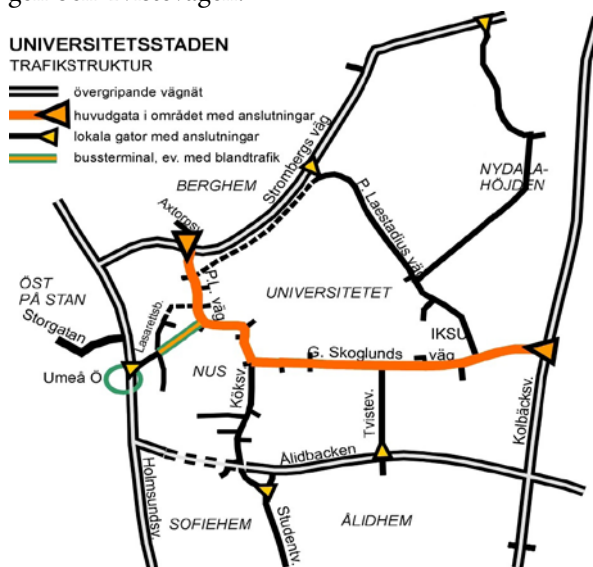 UNIVERSITETSSTADEN
TRAFIKSTRUKTUR
övergripande vägnät
huvudgata i området med anslutningar
lokala gator med anslutningar
bussterminal, ev. med blandtrafik
BERGHEM
Strombergs väg
NYDALA-
HÖJDEN
Axtorpsv.
P. Laestadius väg
ÖST
PÅ STAN
Storgatan
Lasarettsb.
P.L. väg
UNIVERSITETET
IKSU
G. Skoglunds väg
Umeå Ö
NUS
Köksv.
Tvistev.
Kolbäcksv.
Ålidbacken
Holmsundsv.
SOFIEHEM
Studentv.
ÅLIDHEM